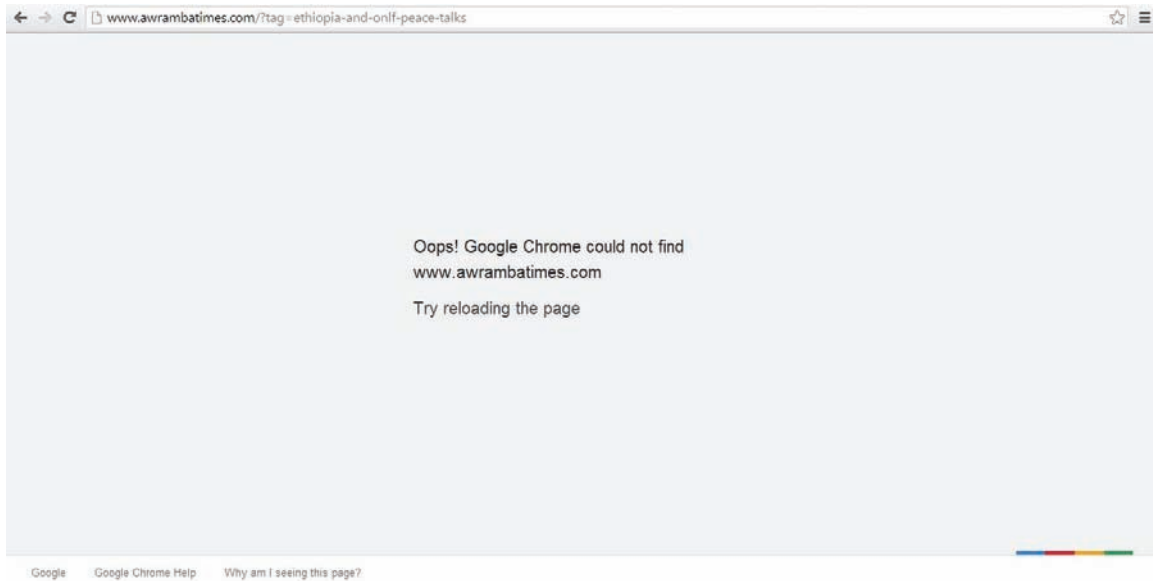 www.awrambatimes.com/?tag=ethiopia-and-onlf-peace-talks
Oops! Google Chrome could not find
www.awrambatimes.com
Try reloading the page
Google Google Chrome Help Why am I seeing this page?